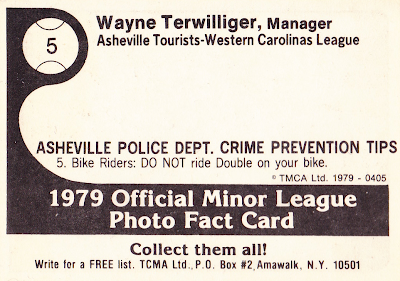 5
Wayne Terwilliger, Manager
Asheville Tourists-Western Carolinas League
ASHEVILLE POLICE DEPT. CRIME PREVENTION TIPS
5. Bike Riders: DO NOT ride Double on your bike.
© TMCA Ltd. 1979 - 0405
1979 Official Minor League
Photo Fact Card
Collect them all!
Write for a FREE list. TCMA Ltd., P.O. Box #2, Amawalk, N.Y. 10501